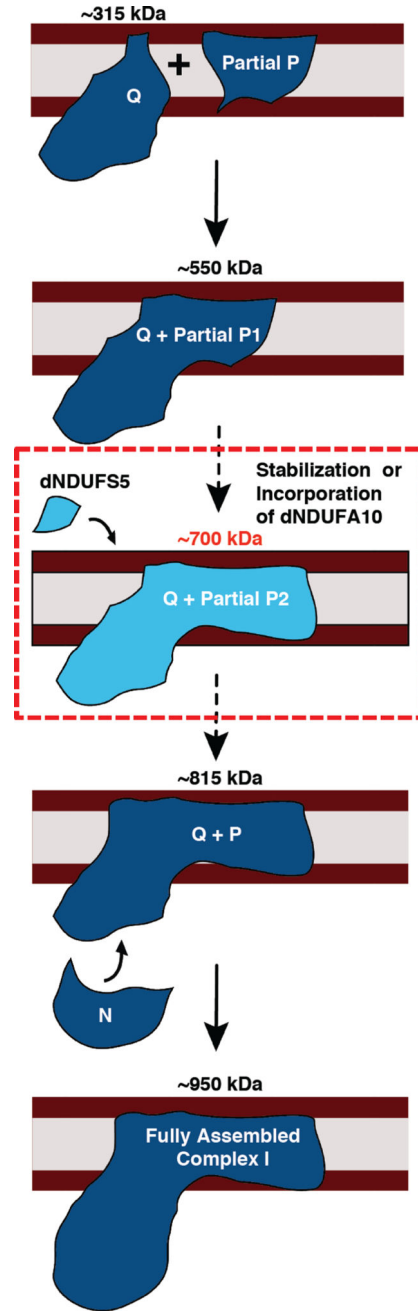 ~315 kDa
Q
+
Partial P
~550 kDa
Q + Partial P1
dNDUFS5
Stabilization or
Incorporation
of dNDUFA10
~700 kDa
Q + Partial P2
~815 kDa
Q + P
N
~950 kDa
Fully Assembled
Complex I